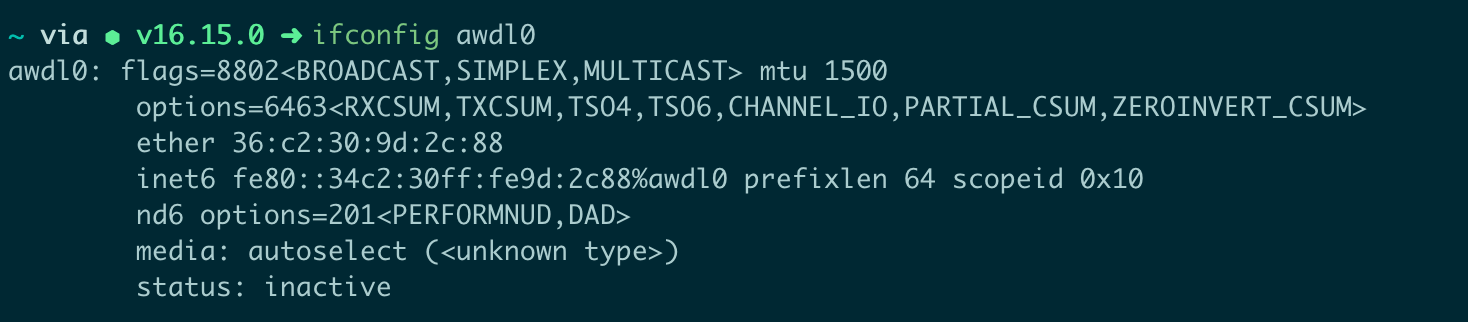 ~ via ⬢ v16.15.0 ➜ ifconfig awdl0
awdl0: flags=8802<BROADCAST,SIMPLEX,MULTICAST> mtu 1500
options=6463<RXCSUM,TXCSUM,TSO4,TSO6,CHANNEL_IO,PARTIAL_CSUM,ZEROINVERT_CSUM>
ether 36:c2:30:9d:2c:88
inet6 fe80::34c2:30ff:fe9d:2c88%awdl0 prefixlen 64 scopeid 0x10
nd6 options=201<PERFORMNUD,DAD>
media: autoselect (<unknown type>)
status: inactive